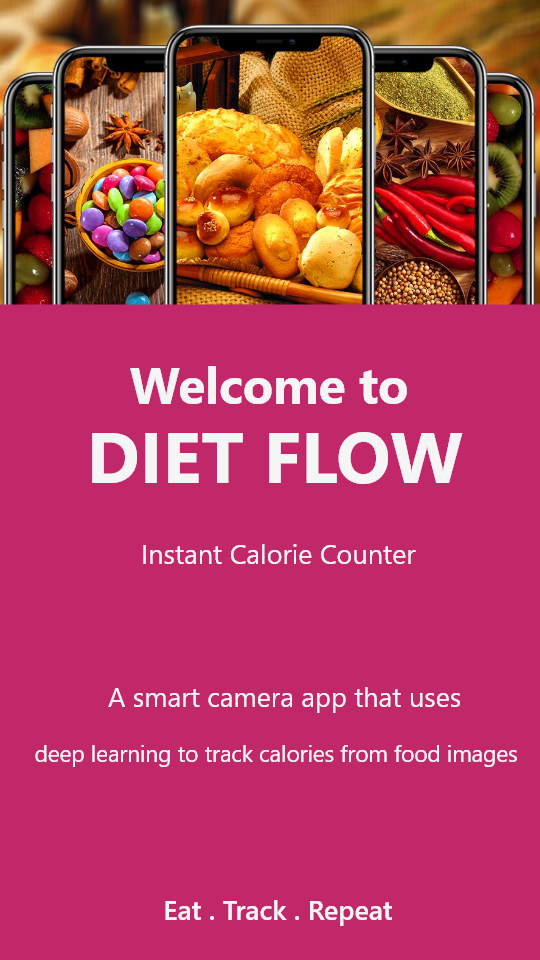 Welcome to
DIET FLOW
Instant Calorie Counter
A smart camera app that uses
deep learning to track calories from food images
Eat . Track . Repeat